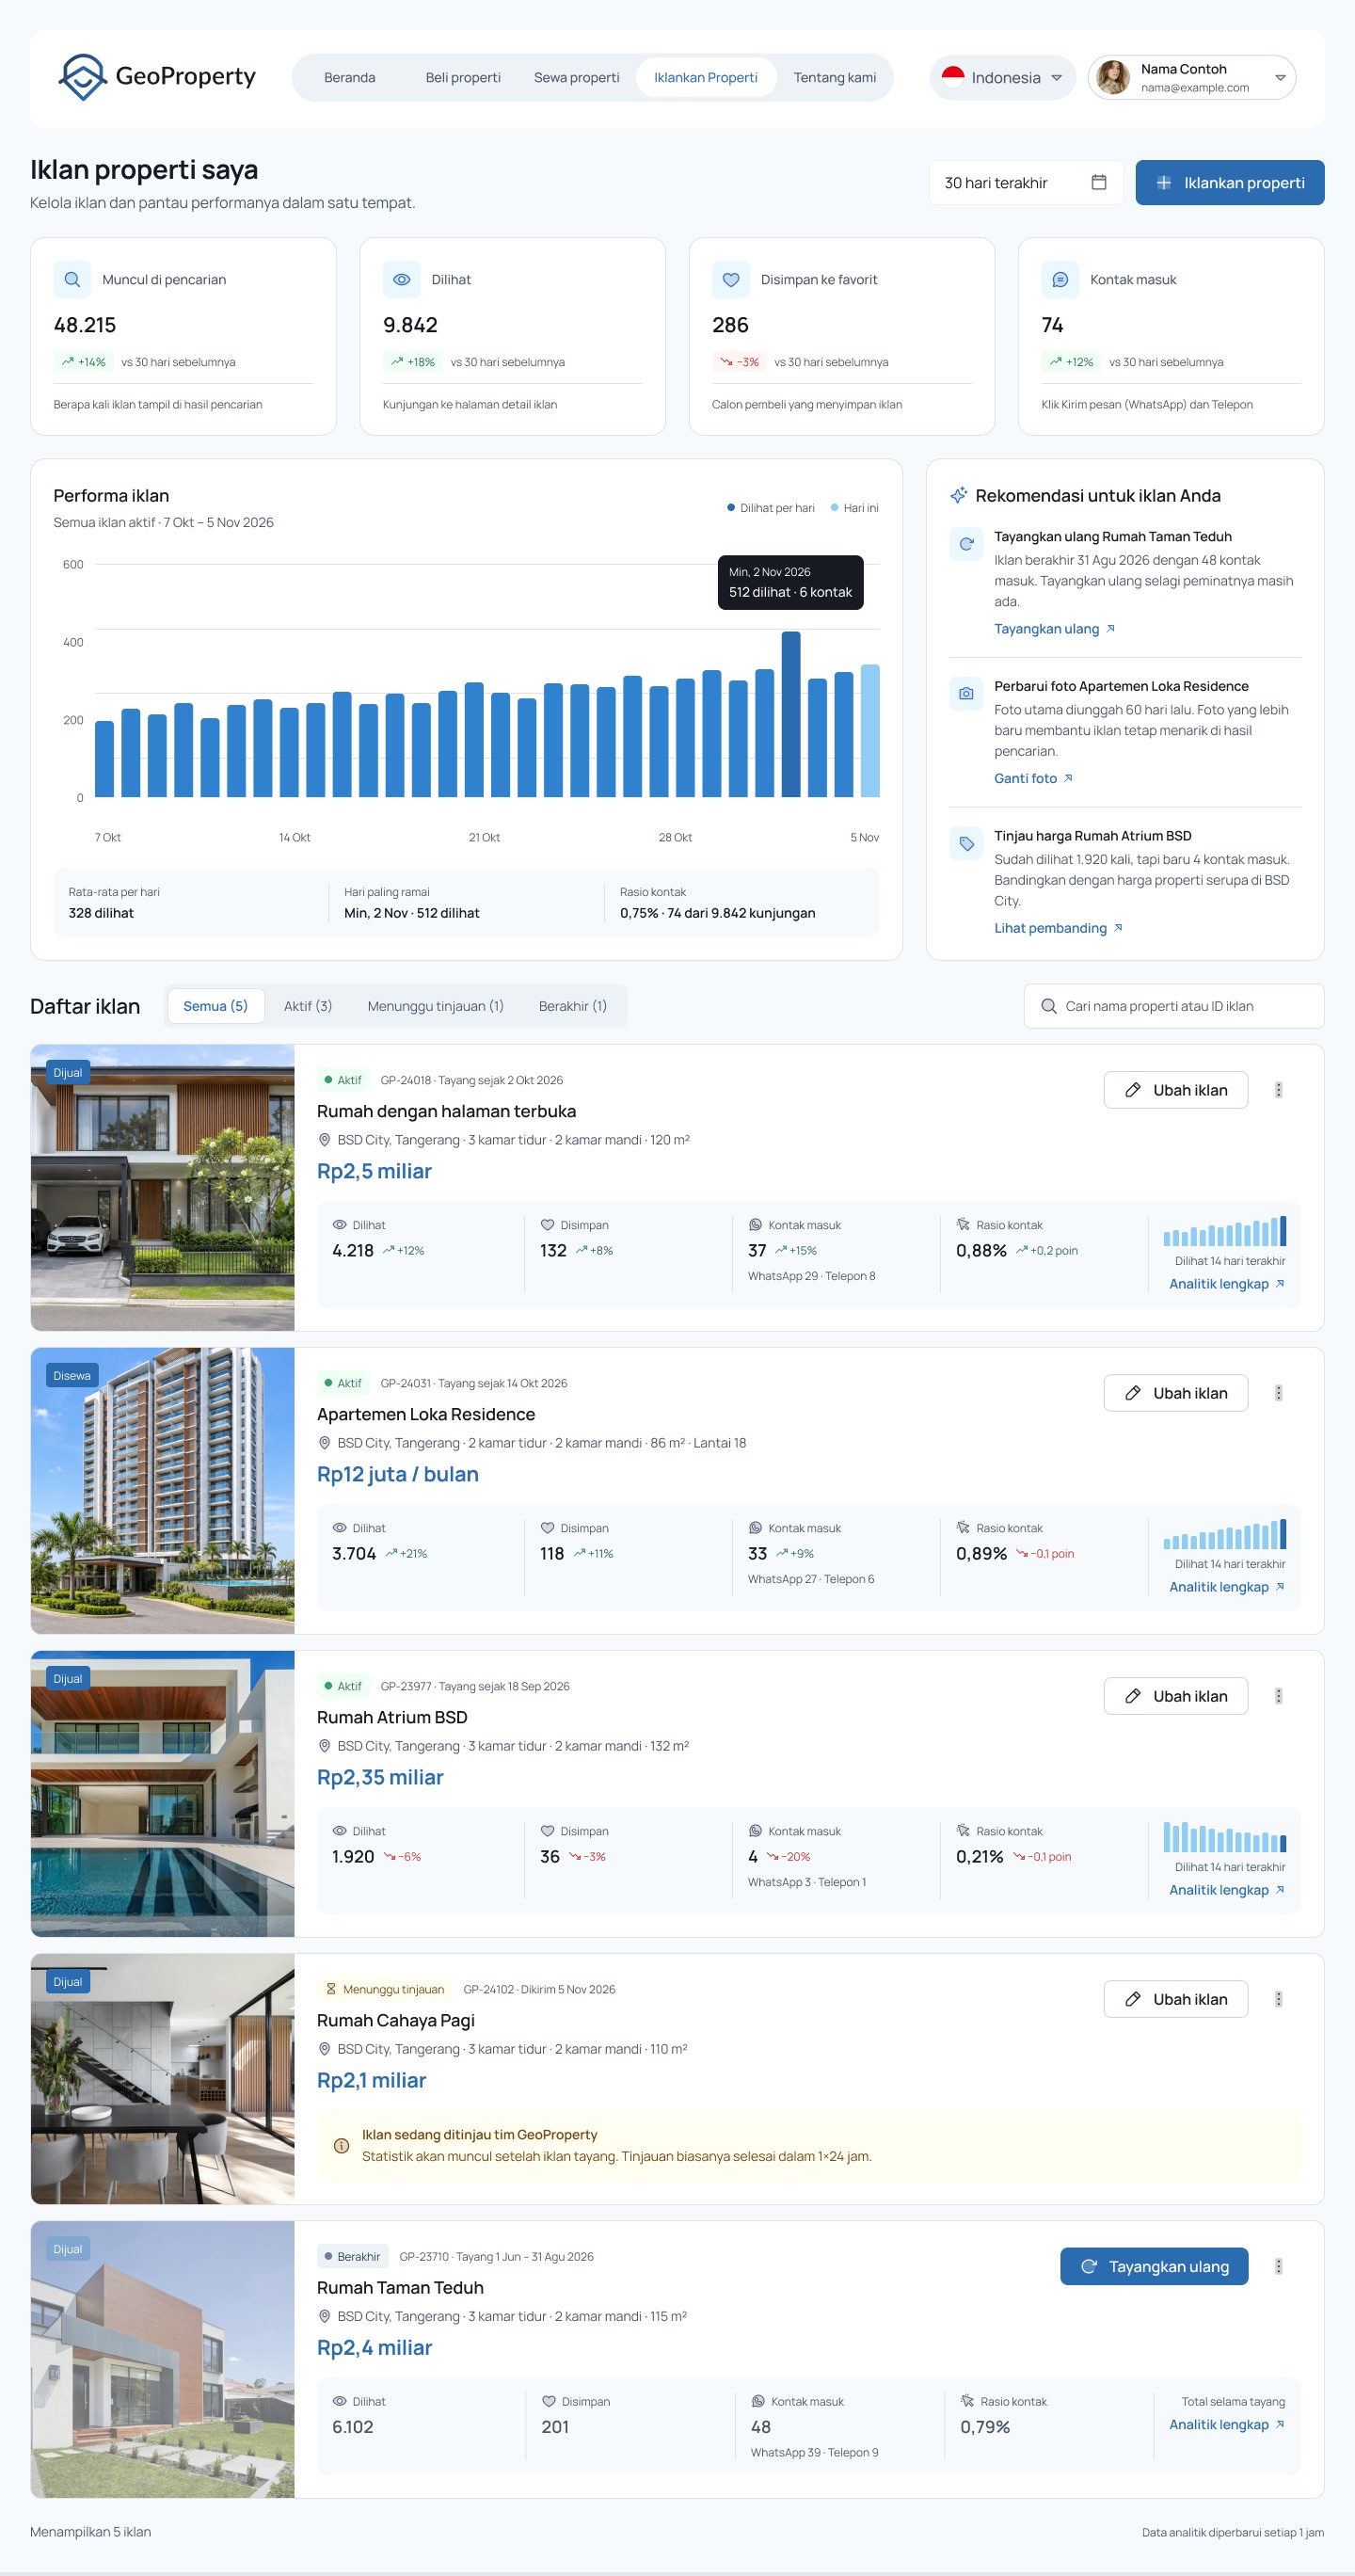 GeoProperty
Beranda
Beli properti
Sewa properti
Iklankan Properti
Tentang kami
Indonesia
Nama Contoh
nama@example.com
Iklan properti saya
Kelola iklan dan pantau performanya dalam satu tempat.
30 hari terakhir
Iklankan properti
Muncul di pencarian
48.215
+14% vs 30 hari sebelumnya
Berapa kali iklan tampil di hasil pencarian
Dilihat
9.842
+18% vs 30 hari sebelumnya
Kunjungan ke halaman detail iklan
Disimpan ke favorit
286
−3% vs 30 hari sebelumnya
Calon pembeli yang menyimpan iklan
Kontak masuk
74
+12% vs 30 hari sebelumnya
Klik Kirim pesan (WhatsApp) dan Telepon
Performa iklan
Semua iklan aktif · 7 Okt – 5 Nov 2026
Dilihat per hari
Hari ini
600
400
200
0
Min, 2 Nov 2026
512 dilihat · 6 kontak
7 Okt
14 Okt
21 Okt
28 Okt
5 Nov
Rata-rata per hari
328 dilihat
Hari paling ramai
Min, 2 Nov · 512 dilihat
Rasio kontak
0,75% · 74 dari 9.842 kunjungan
Rekomendasi untuk iklan Anda
Tayangkan ulang Rumah Taman Teduh
Iklan berakhir 31 Agu 2026 dengan 48 kontak
masuk. Tayangkan ulang selagi peminatnya masih
ada.
Tayangkan ulang
Perbarui foto Apartemen Loka Residence
Foto utama diunggah 60 hari lalu. Foto yang lebih
baru membantu iklan tetap menarik di hasil
pencarian.
Ganti foto
Tinjau harga Rumah Atrium BSD
Sudah dilihat 1.920 kali, tapi baru 4 kontak masuk.
Bandingkan dengan harga properti serupa di BSD
City.
Lihat pembanding
Daftar iklan
Semua (5)
Aktif (3)
Menunggu tinjauan (1)
Berakhir (1)
Cari nama properti atau ID iklan
Dijual
Aktif
GP-24018 · Tayang sejak 2 Okt 2026
Ubah iklan
Rumah dengan halaman terbuka
BSD City, Tangerang · 3 kamar tidur · 2 kamar mandi · 120 m²
Rp2,5 miliar
Dilihat
4.218 +12%
Disimpan
132 +8%
Kontak masuk
37 +15%
WhatsApp 29 · Telepon 8
Rasio kontak
0,88% +0,2 poin
Dilihat 14 hari terakhir
Analitik lengkap
Disewa
Aktif
GP-24031 · Tayang sejak 14 Okt 2026
Ubah iklan
Apartemen Loka Residence
BSD City, Tangerang · 2 kamar tidur · 2 kamar mandi · 86 m² · Lantai 18
Rp12 juta / bulan
Dilihat
3.704 +21%
Disimpan
118 +11%
Kontak masuk
33 +9%
WhatsApp 27 · Telepon 6
Rasio kontak
0,89% −0,1 poin
Dilihat 14 hari terakhir
Analitik lengkap
Dijual
Aktif
GP-23977 · Tayang sejak 18 Sep 2026
Ubah iklan
Rumah Atrium BSD
BSD City, Tangerang · 3 kamar tidur · 2 kamar mandi · 132 m²
Rp2,35 miliar
Dilihat
1.920 −6%
Disimpan
36 −3%
Kontak masuk
4 −20%
WhatsApp 3 · Telepon 1
Rasio kontak
0,21% −0,1 poin
Dilihat 14 hari terakhir
Analitik lengkap
Dijual
Menunggu tinjauan
GP-24102 · Dikirim 5 Nov 2026
Ubah iklan
Rumah Cahaya Pagi
BSD City, Tangerang · 3 kamar tidur · 2 kamar mandi · 110 m²
Rp2,1 miliar
Iklan sedang ditinjau tim GeoProperty
Statistik akan muncul setelah iklan tayang. Tinjauan biasanya selesai dalam 1×24 jam.
Dijual
Berakhir
GP-23710 · Tayang 1 Jun – 31 Agu 2026
Tayangkan ulang
Rumah Taman Teduh
BSD City, Tangerang · 3 kamar tidur · 2 kamar mandi · 115 m²
Rp2,4 miliar
Dilihat
6.102
Disimpan
201
Kontak masuk
48
WhatsApp 39 · Telepon 9
Rasio kontak
0,79%
Total selama tayang
Analitik lengkap
Menampilkan 5 iklan
Data analitik diperbarui setiap 1 jam